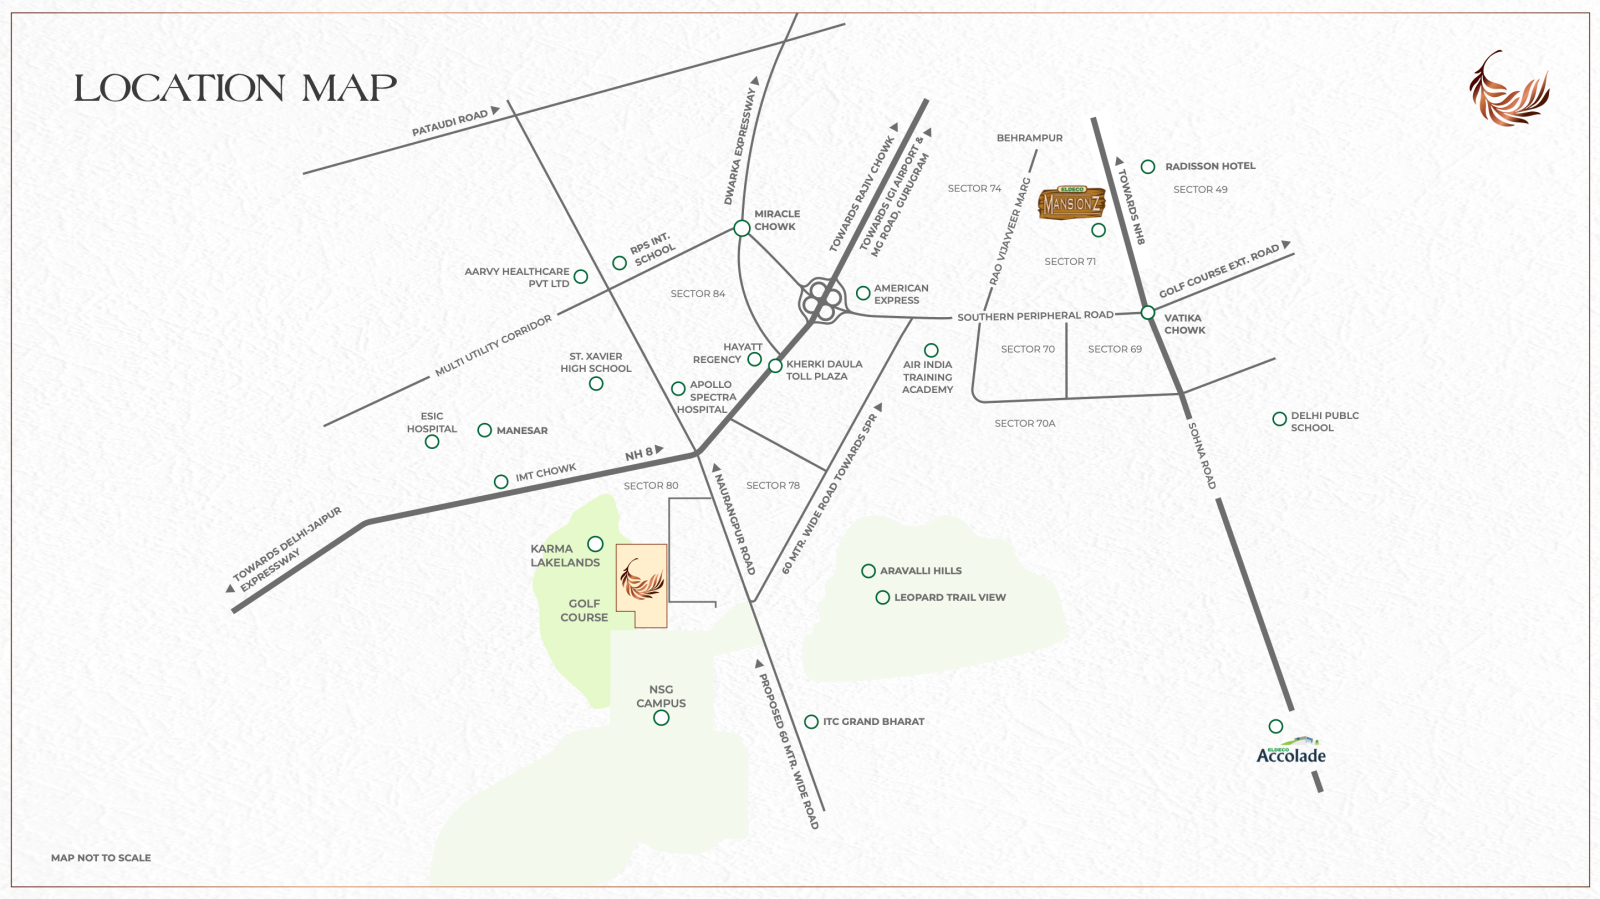 LOCATION MAP
PATAUDI ROAD
DWARKA EXPRESSWAY
TOWARDS RAJIV CHOWK
TOWARDS IGI AIRPORT &
MG ROAD, GURUGRAM
BEHRAMPUR
SECTOR 74
RAO VIJAYVEER MARG
ELDECO
MANSIONZ
TOWARDS NH8
RADISSON HOTEL
SECTOR 49
MIRACLE
CHOWK
RPS INT.
SCHOOL
AARVY HEALTHCARE
PVT LTD
SECTOR 84
SECTOR 71
GOLF COURSE EXT. ROAD
AMERICAN
EXPRESS
SOUTHERN PERIPHERAL ROAD
VATIKA
CHOWK
MULTI UTILITY CORRIDOR
HAYATT
REGENCY
KHERKI DAULA
TOLL PLAZA
AIR INDIA
TRAINING
ACADEMY
SECTOR 70
SECTOR 69
ST. XAVIER
HIGH SCHOOL
APOLLO
SPECTRA
HOSPITAL
ESIC
HOSPITAL
MANESAR
SECTOR 70A
DELHI PUBLC
SCHOOL
SOHNA ROAD
NH 8
IMT CHOWK
SECTOR 80
SECTOR 78
NAURANGPUR ROAD
60 MTR. WIDE ROAD TOWARDS SPR
TOWARDS DELHI-JAIPUR
EXPRESSWAY
KARMA
LAKELANDS
GOLF
COURSE
ARAVALLI HILLS
LEOPARD TRAIL VIEW
NSG
CAMPUS
PROPOSED 60 MTR. WIDE ROAD
ITC GRAND BHARAT
ELDECO
Accolade
MAP NOT TO SCALE